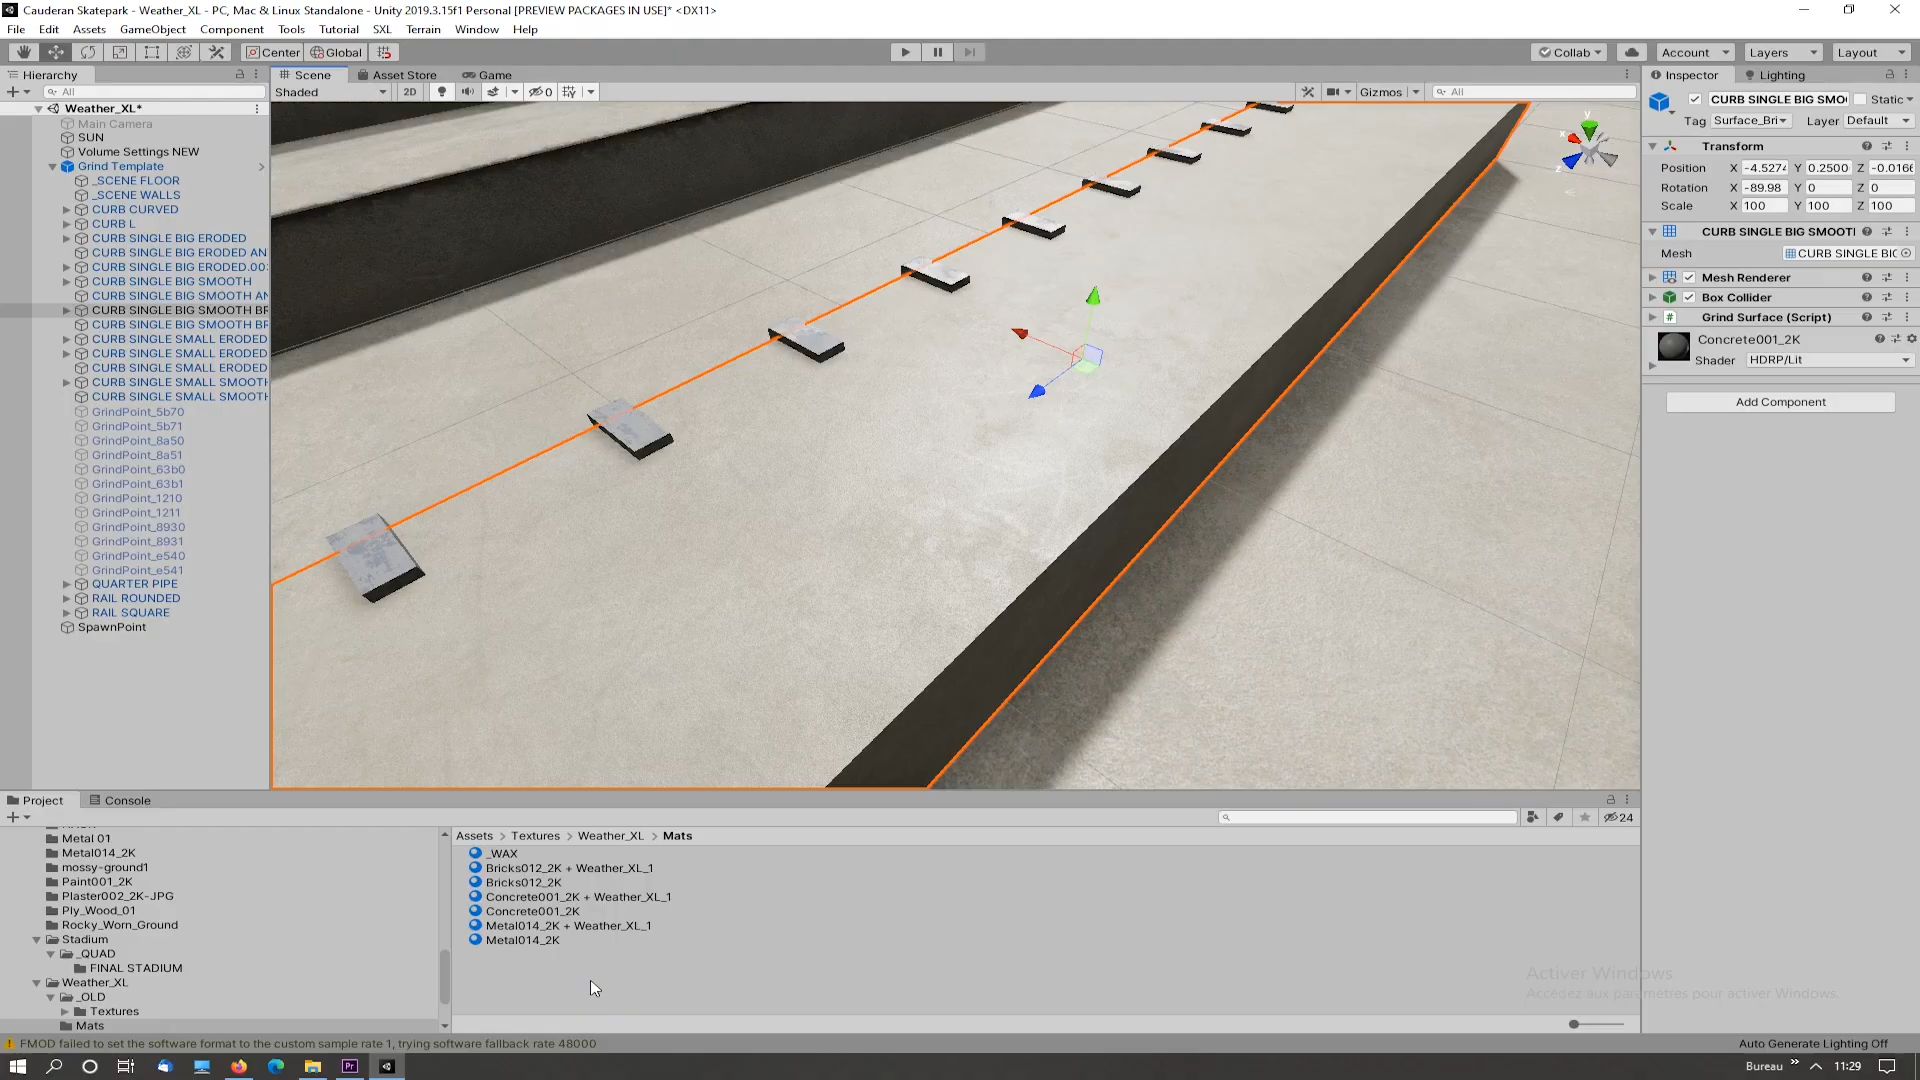 Cauderan Skatepark - Weather_XL - PC, Mac & Linux Standalone - Unity 2019.3.15f1 Personal [PREVIEW PACKAGES IN USE]* <DX11>
File Edit Assets GameObject Component Tools Tutorial SXL Terrain Window Help
Center Global Collab Account Layers Layout
Hierarchy
All
Weather_XL*
Main Camera
SUN
Volume Settings NEW
Grind Template
_SCENE FLOOR
_SCENE WALLS
CURB CURVED
CURB L
CURB SINGLE BIG ERODED
CURB SINGLE BIG ERODED AN
CURB SINGLE BIG ERODED.00
CURB SINGLE BIG SMOOTH
CURB SINGLE BIG SMOOTH AN
CURB SINGLE BIG SMOOTH BR
CURB SINGLE BIG SMOOTH BR
CURB SINGLE SMALL ERODED
CURB SINGLE SMALL ERODED
CURB SINGLE SMALL ERODED
CURB SINGLE SMALL SMOOTH
CURB SINGLE SMALL SMOOTH
GrindPoint_5b70
GrindPoint_5b71
GrindPoint_8a50
GrindPoint_8a51
GrindPoint_63b0
GrindPoint_63b1
GrindPoint_1210
GrindPoint_1211
GrindPoint_8930
GrindPoint_8931
GrindPoint_e540
GrindPoint_e541
QUARTER PIPE
RAIL ROUNDED
RAIL SQUARE
SpawnPoint
Scene Asset Store Game
Shaded 2D 0 Gizmos All
y
x
z
Inspector Lighting
CURB SINGLE BIG SMO Static
Tag Surface_Bri Layer Default
Transform
Position X -4.527 Y 0.2500 Z -0.016
Rotation X -89.98 Y 0 Z 0
Scale X 100 Y 100 Z 100
CURB SINGLE BIG SMOOT
Mesh CURB SINGLE BIG
Mesh Renderer
Box Collider
# Grind Surface (Script)
Concrete001_2K
Shader HDRP/Lit
Add Component
Project Console
24
Metal 01
Metal014_2K
mossy-ground1
Paint001_2K
Plaster002_2K-JPG
Ply_Wood_01
Rocky_Worn_Ground
Stadium
_QUAD
FINAL STADIUM
Weather_XL
_OLD
Textures
Mats
Assets > Textures > Weather_XL > Mats
_WAX
Bricks012_2K + Weather_XL_1
Bricks012_2K
Concrete001_2K + Weather_XL_1
Concrete001_2K
Metal014_2K + Weather_XL_1
Metal014_2K
Activer Windows
Accédez aux paramètres pour activer Windows.
FMOD failed to set the software format to the custom sample rate 1, trying software fallback rate 48000
Auto Generate Lighting Off
Pr
Bureau
11:29